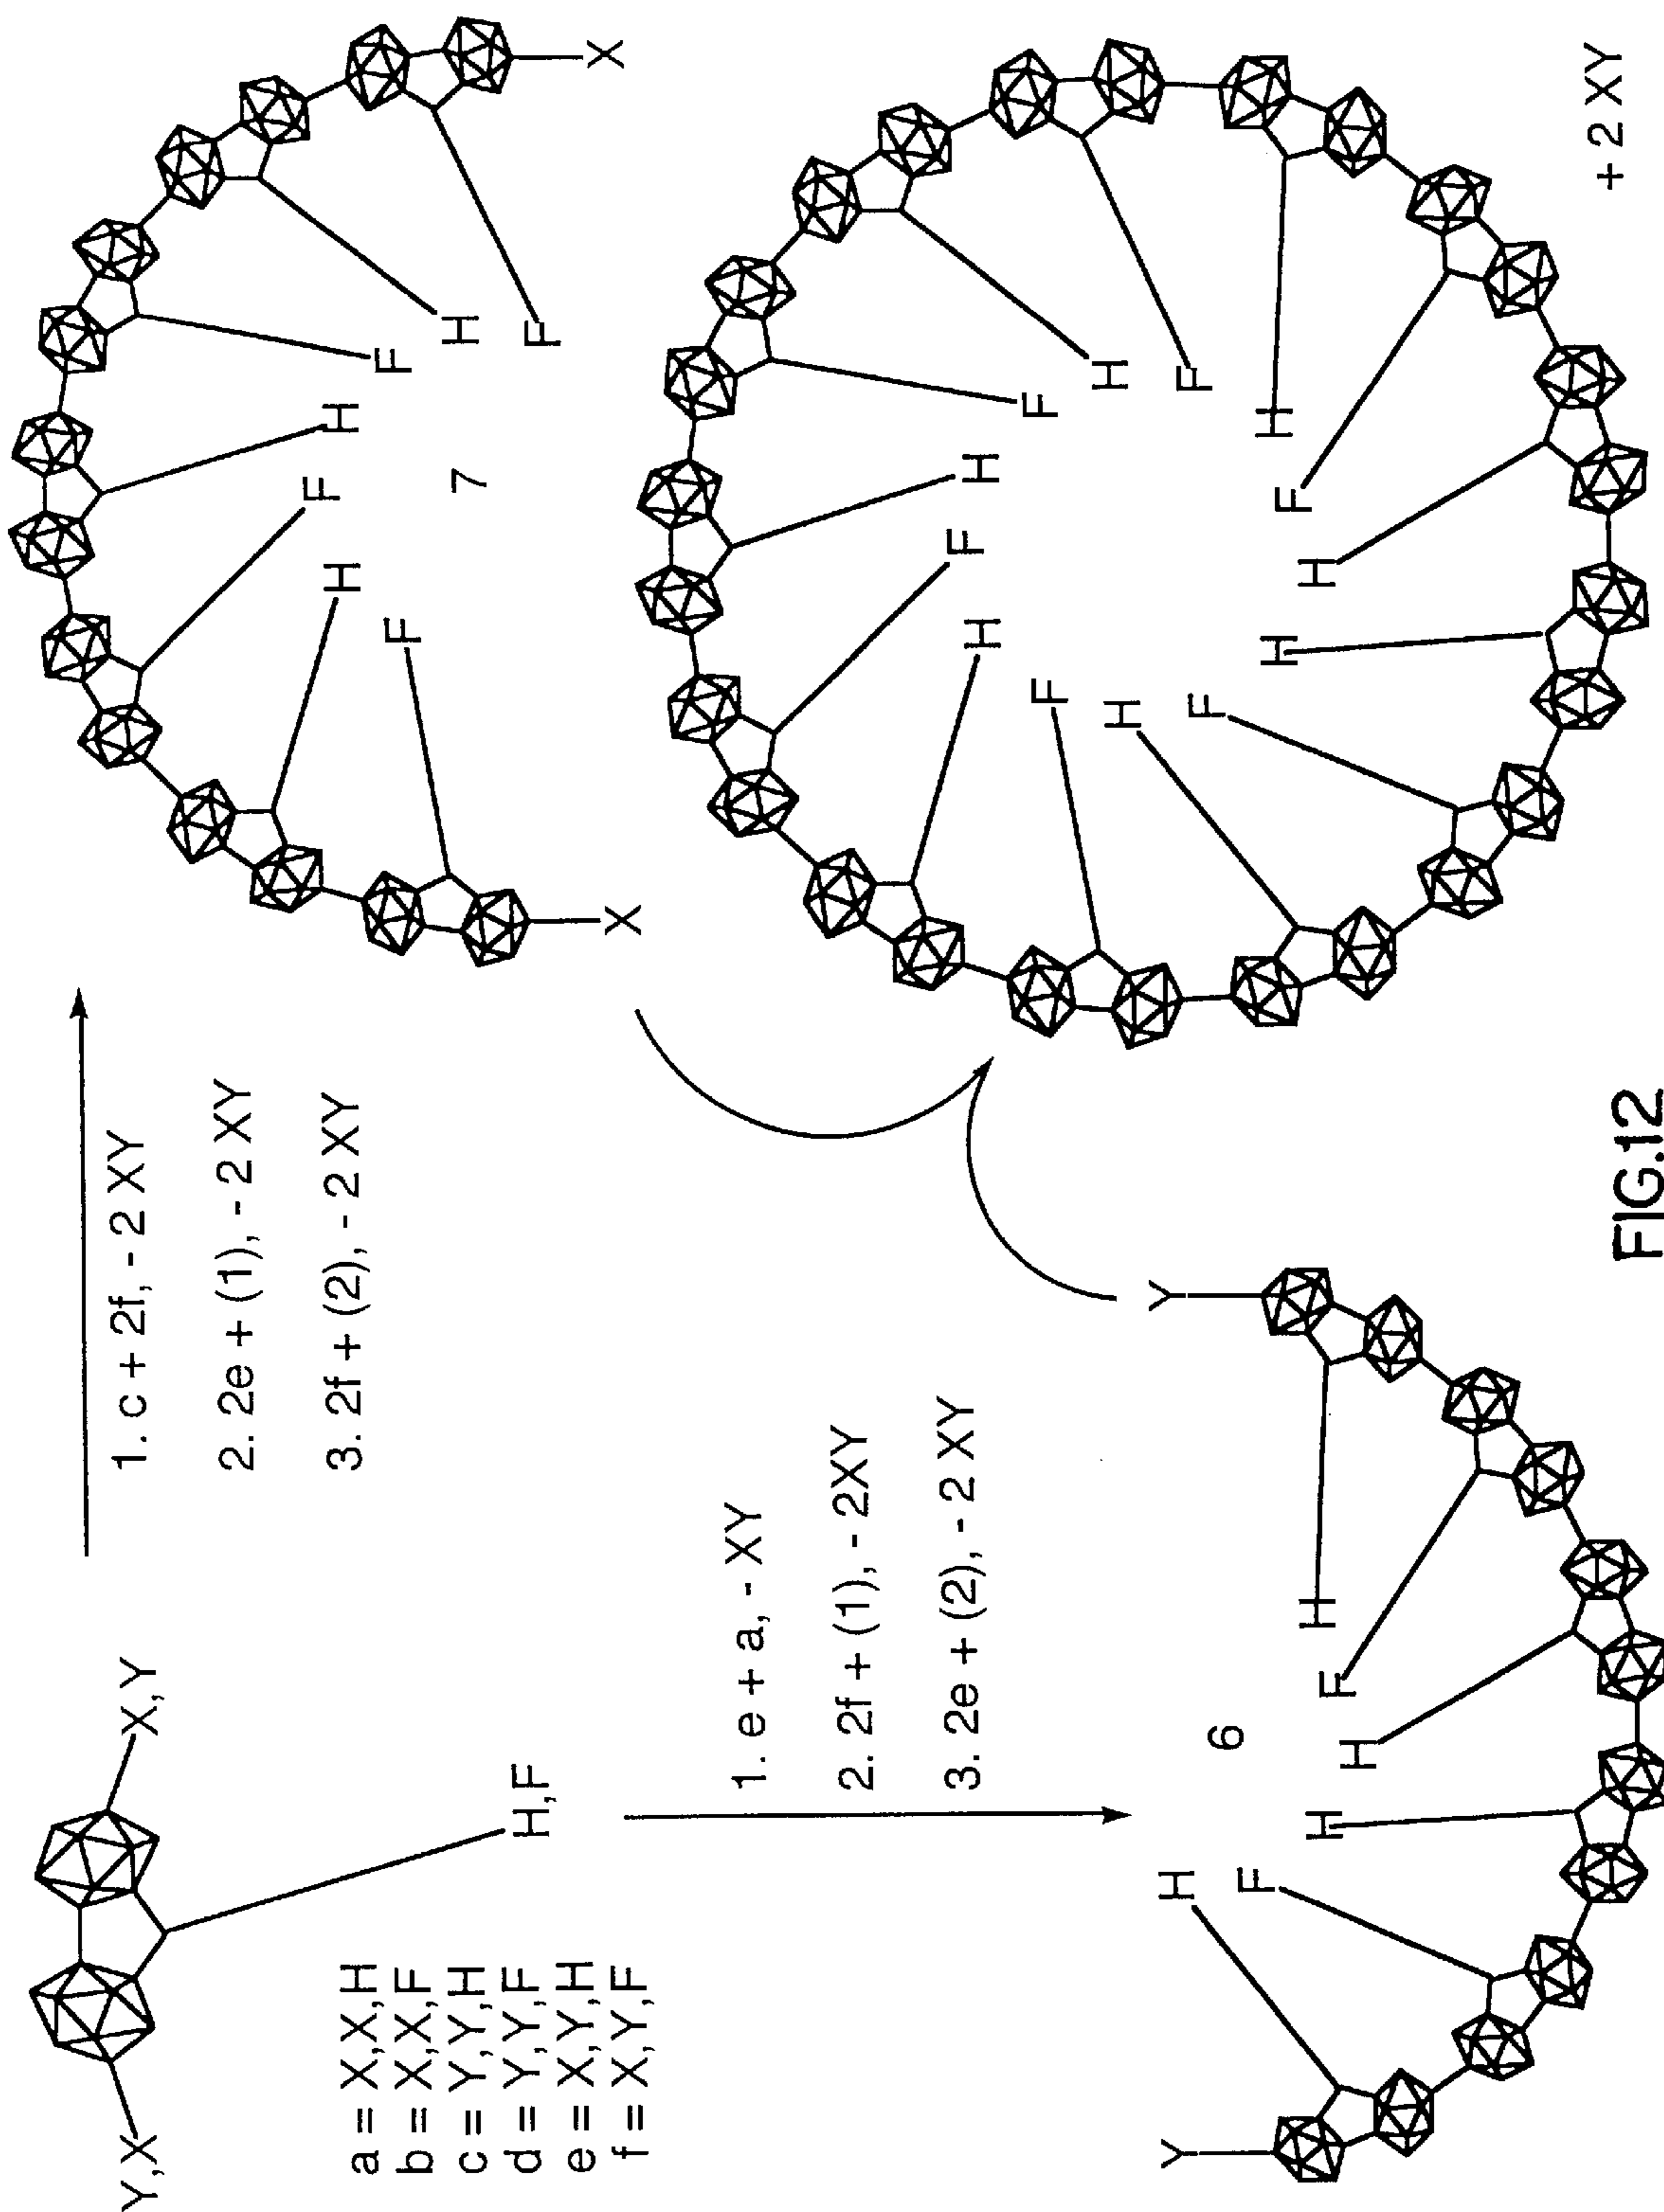 Y,X
X,Y
H,F
a = X,X,H
b = X,X,F
c = Y,Y,H
d = Y,Y,F
e = X,Y,H
f = X,Y,F
1. c + 2f, - 2 XY
2. 2e + (1), - 2 XY
3. 2f + (2), - 2 XY
X
F
H
F
H
F
H
F
X
7
1. e + a, - XY
2. 2f + (1), - 2XY
3. 2e + (2), - 2 XY
Y
H
F
H
H
F
H
Y
6
F
H
F
H
F
H
F
H
F
H
H
F
H
+ 2 XY
FIG.12